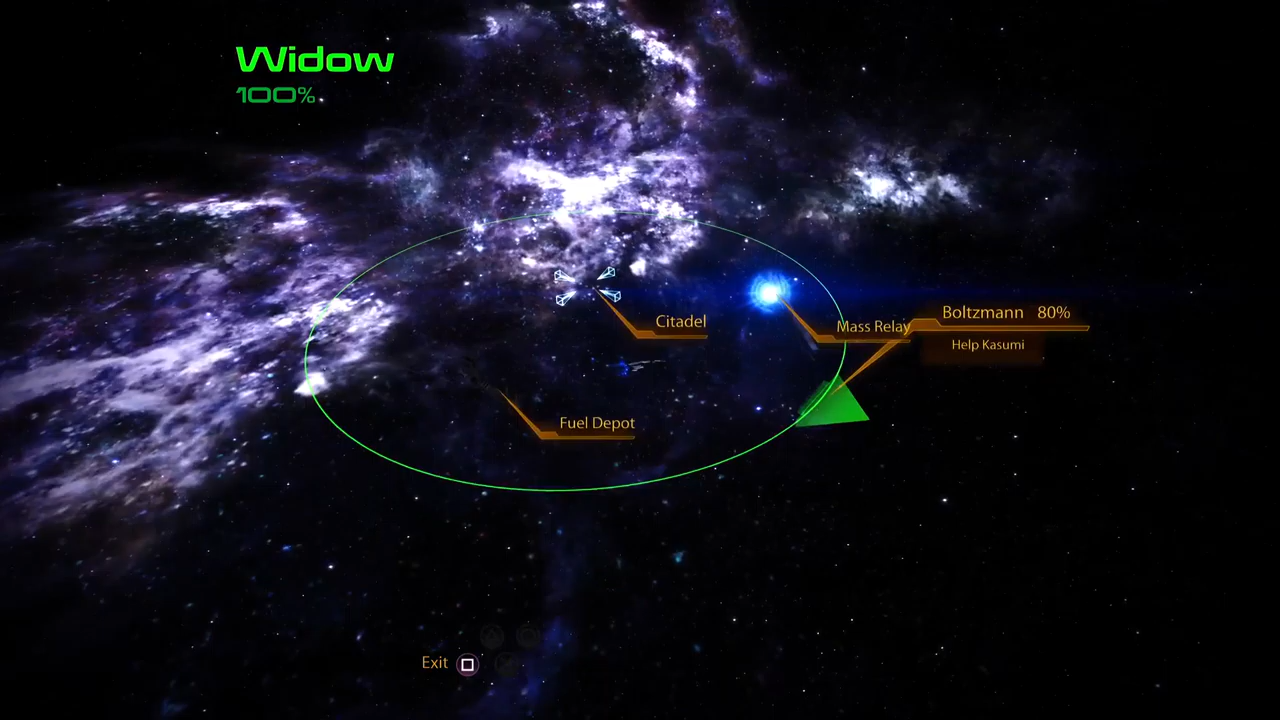 Widow
100%
Boltzmann 80%
Citadel
Mass Relay
Help Kasumi
Fuel Depot
Exit